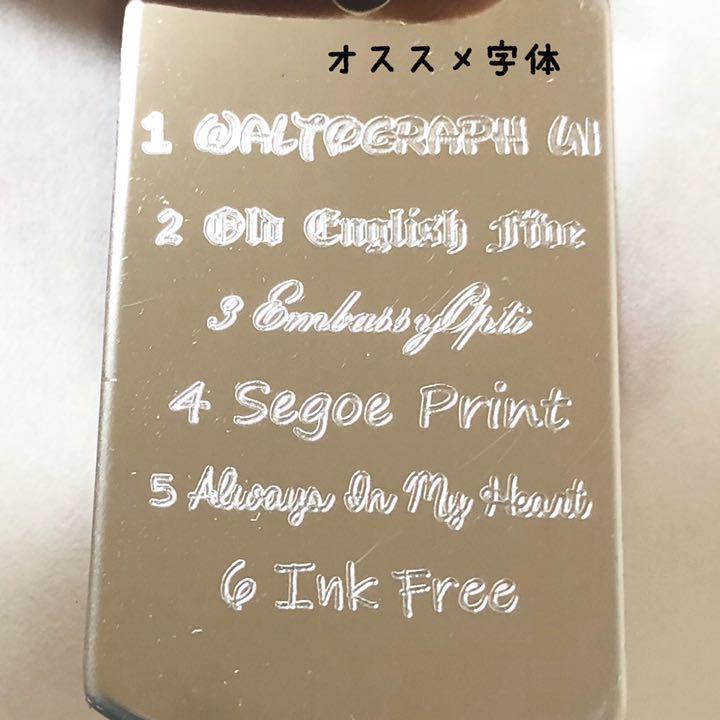 オススメ字体
1 WALTOGRAPH UI
2 Old English Five
3 EmbassyOpti
4 Segoe Print
5 Always In My Heart
6 Ink Free